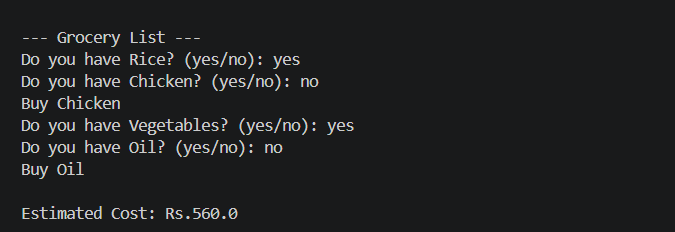 --- Grocery List ---
Do you have Rice? (yes/no): yes
Do you have Chicken? (yes/no): no
Buy Chicken
Do you have Vegetables? (yes/no): yes
Do you have Oil? (yes/no): no
Buy Oil
Estimated Cost: Rs.560.0